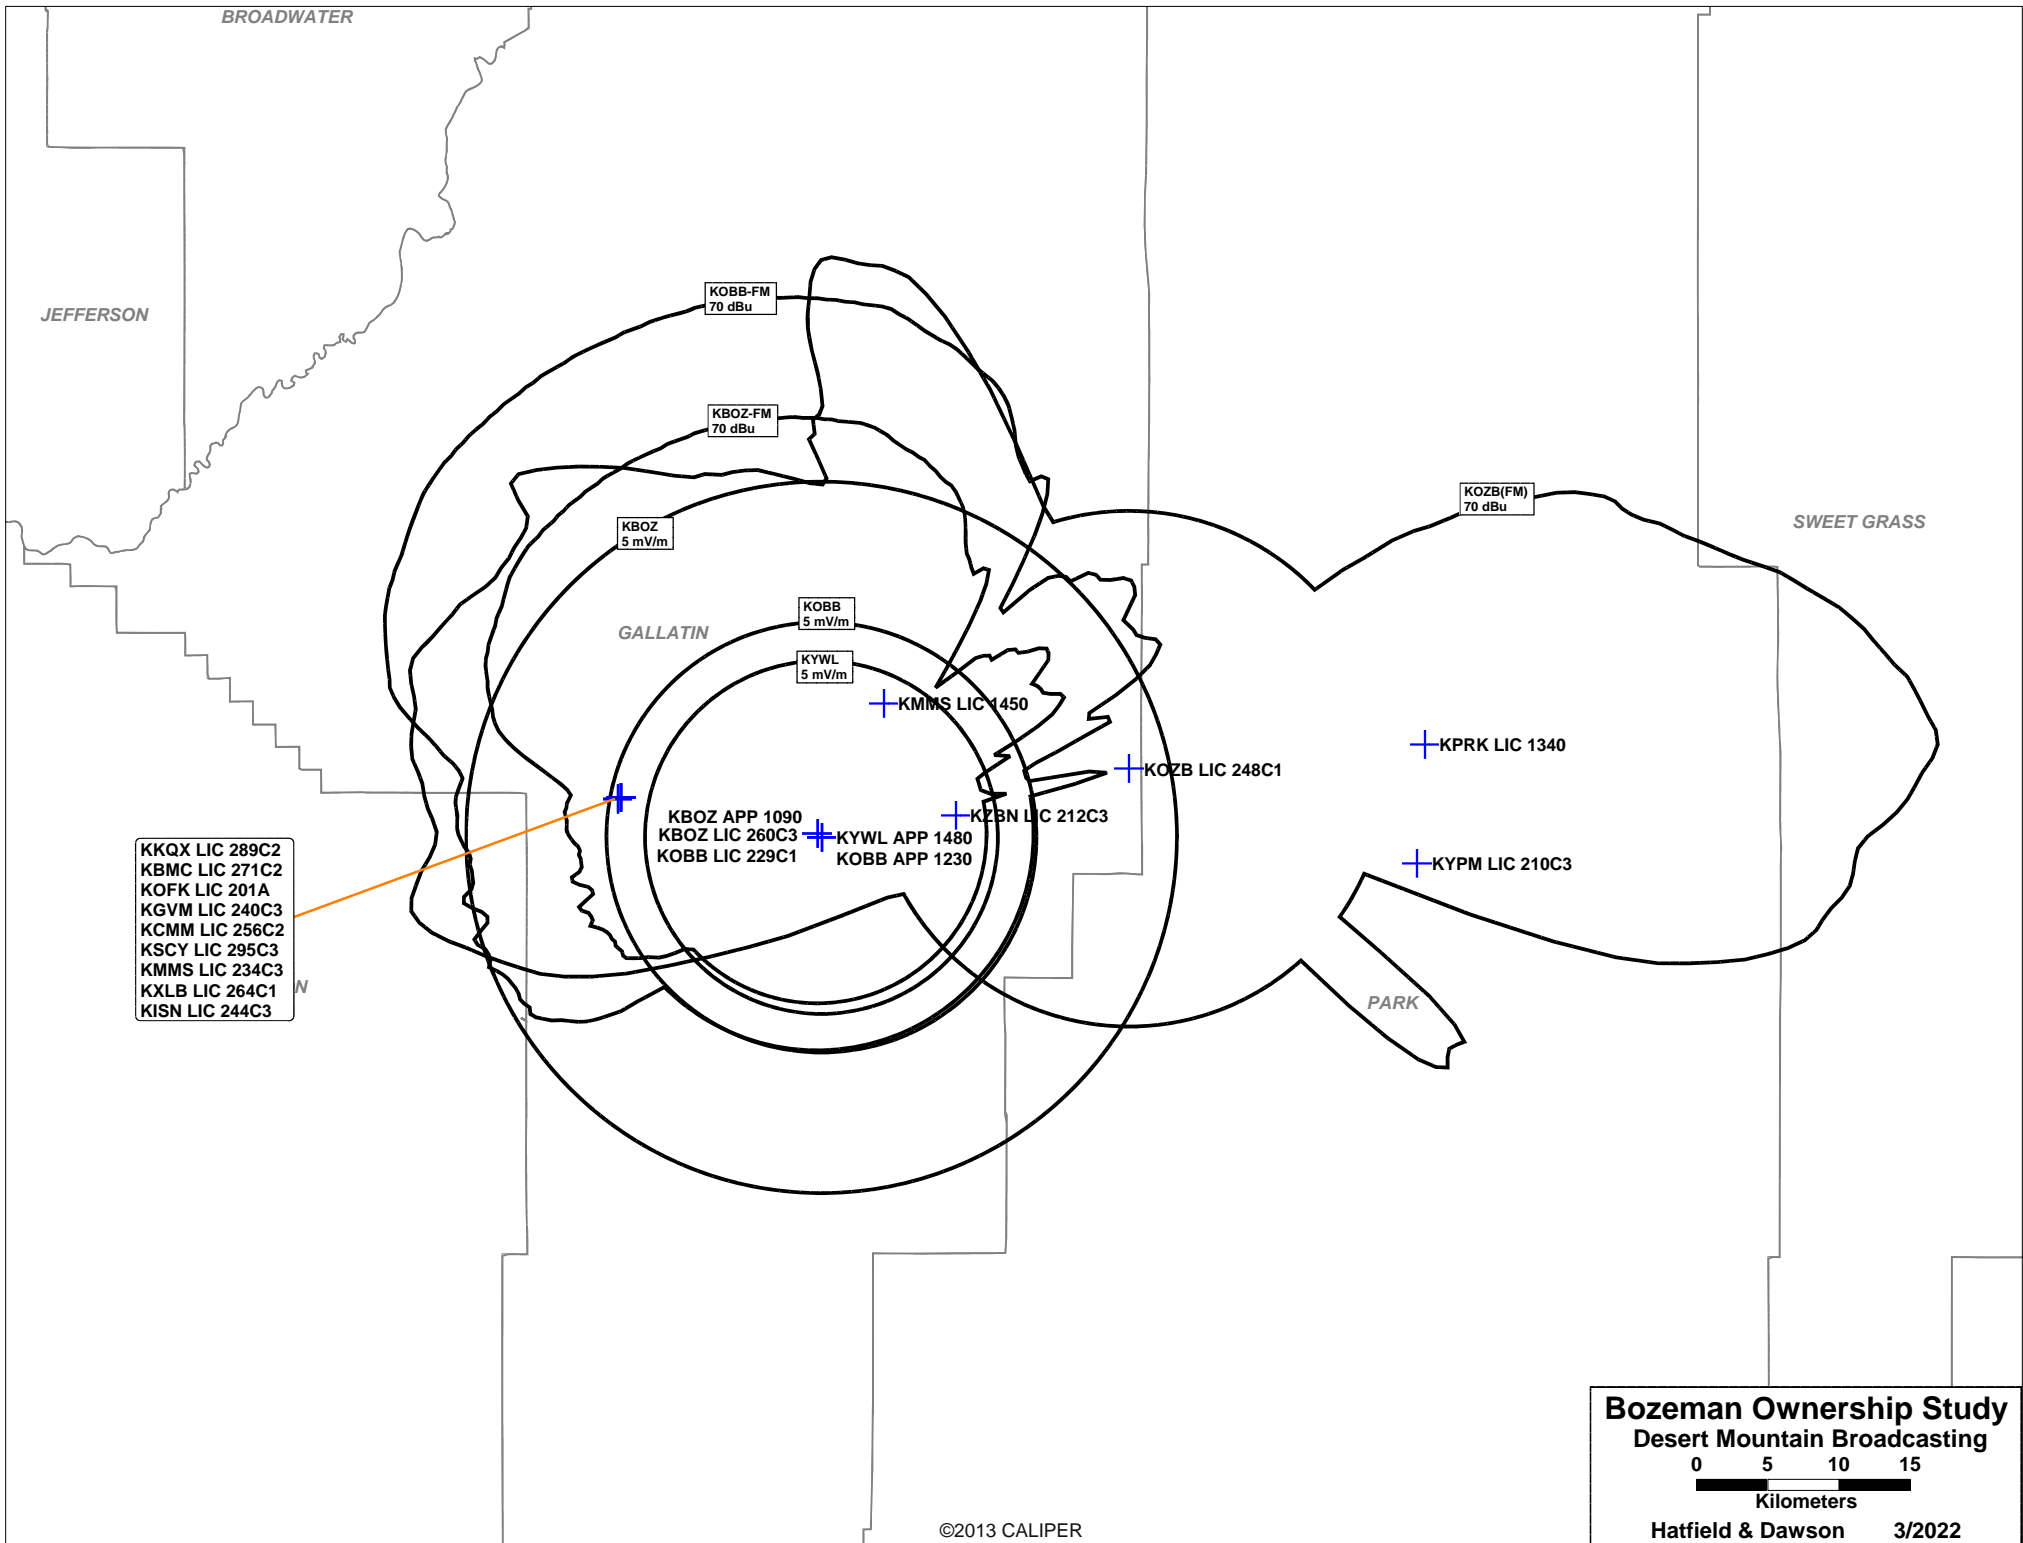 BROADWATER
JEFFERSON
KOBB-FM
70 dBu
KBOZ-FM
70 dBu
KOZB(FM)
70 dBu
SWEET GRASS
KBOZ
5 mV/m
KOBB
5 mV/m
GALLATIN
KYWL
5 mV/m
KMMS LIC 1450
KPRK LIC 1340
KOZB LIC 248C1
KZBN LIC 212C3
KBOZ APP 1090
KBOZ LIC 260C3
KOBB LIC 229C1
KYWL APP 1480
KOBB APP 1230
KYPM LIC 210C3
KKQX LIC 289C2
KBMC LIC 271C2
KOFK LIC 201A
KGVM LIC 240C3
KCMM LIC 256C2
KSCY LIC 295C3
KMMS LIC 234C3
KXLB LIC 264C1
KISN LIC 244C3
N
PARK
Bozeman Ownership Study
Desert Mountain Broadcasting
0 5 10 15
Kilometers
Hatfield & Dawson 3/2022
©2013 CALIPER